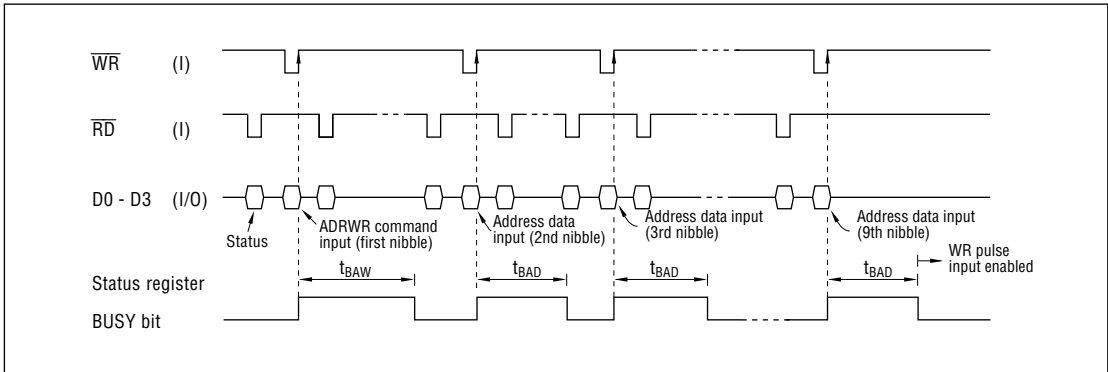 WR (I)
RD (I)
D0 - D3 (I/O)
Status
ADRWR command
input (first nibble)
Address data
input (2nd nibble)
Address data input
(3rd nibble)
Address data input
(9th nibble)
tBAW
tBAD
tBAD
tBAD
WR pulse
input enabled
Status register
BUSY bit